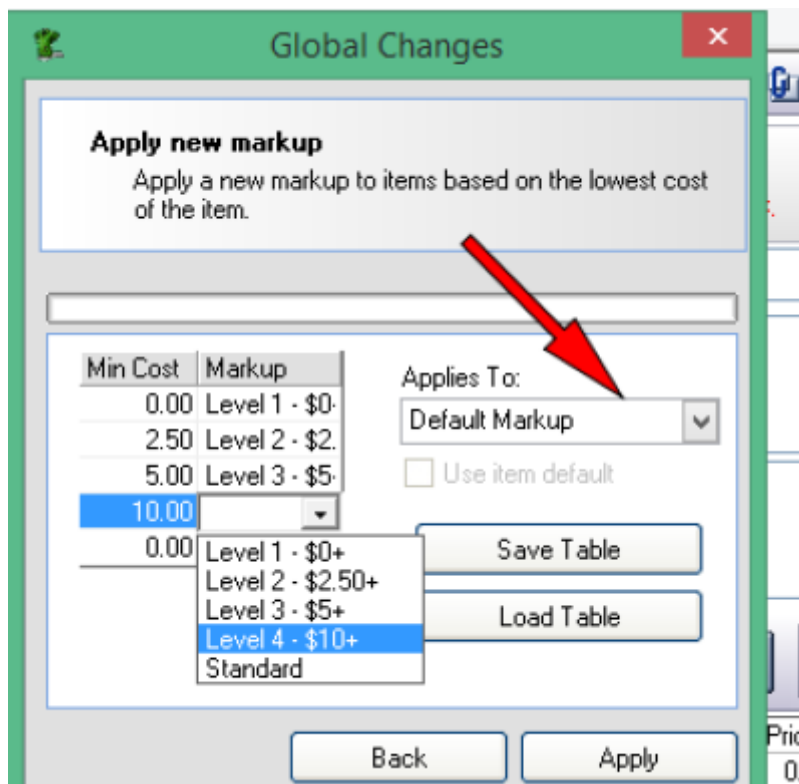 Global Changes
Apply new markup
Apply a new markup to items based on the lowest cost
of the item.
Min Cost Markup
Applies To:
0.00 Level 1 - $0
Default Markup
2.50 Level 2 - $2.
5.00 Level 3 - $5
Use item default
10.00
0.00
Save Table
Level 1 - $0+
Level 2 - $2.50+
Level 3 - $5+
Load Table
Level 4 - $10+
Standard
Back
Apply